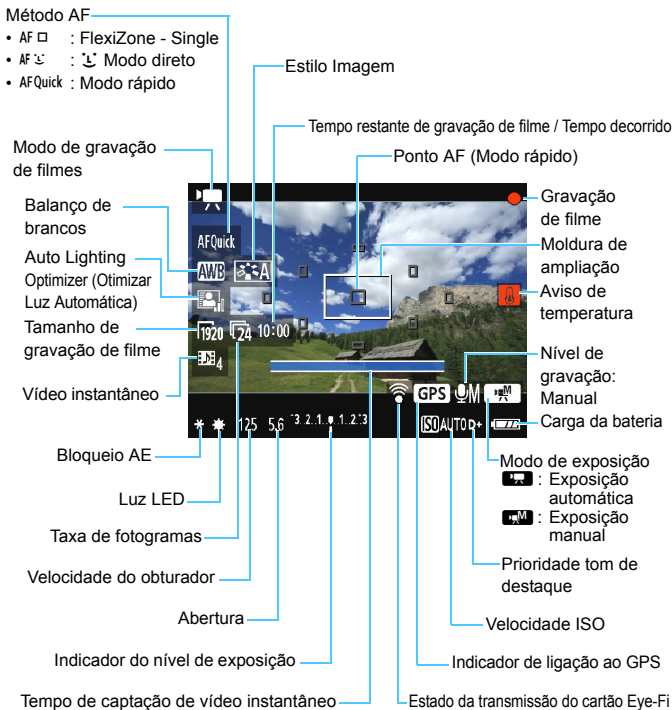 Método AF
• AF □ : FlexiZone - Single
• AF : Modo direto
• AFQuick : Modo rápido
Estilo Imagem
Tempo restante de gravação de filme / Tempo decorrido
Modo de gravação
de filmes
Ponto AF (Modo rápido)
Balanço de
brancos
Auto Lighting
Optimizer (Otimizar
Luz Automática)
Tamanho de
gravação de filme
Vídeo instantâneo
Bloqueio AE
Luz LED
Taxa de fotogramas
Velocidade do obturador
Abertura
Indicador do nível de exposição
Tempo de captação de vídeo instantâneo
AFQuick
AWB
A
1920 24 10:00
4
GPS M M
125 5.6 -3..2..1..0..1..2..+3 ISO AUTO D+
Gravação
de filme
Moldura de
ampliação
Aviso de
temperatura
Nível de
gravação:
Manual
Carga da bateria
Modo de exposição
: Exposição
automática
M : Exposição
manual
Prioridade tom de
destaque
Velocidade ISO
Indicador de ligação ao GPS
Estado da transmissão do cartão Eye-Fi